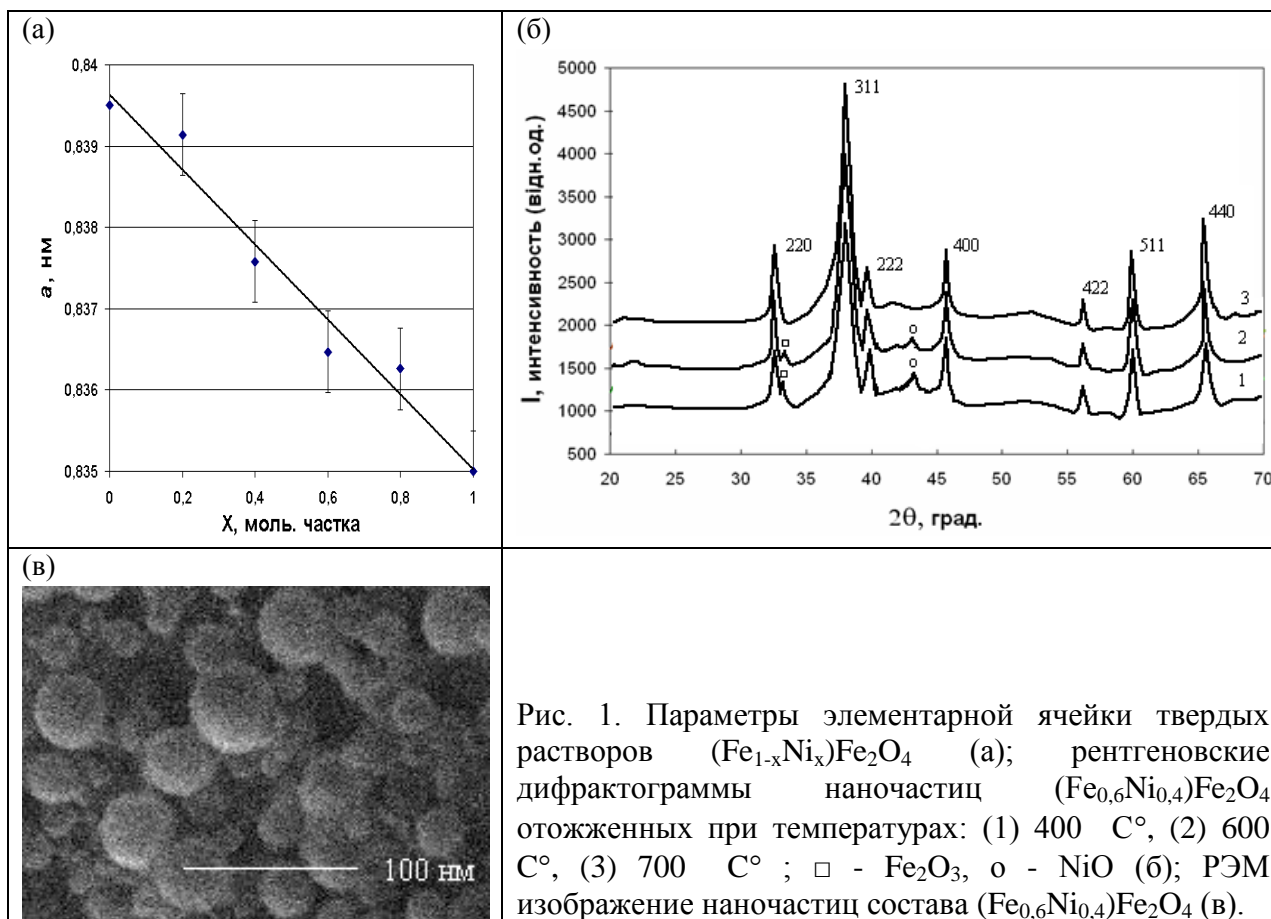 (а)
0,84
0,839
0,838
0,837
0,836
0,835
а, нм
0 0,2 0,4 0,6 0,8 1
X, моль. частка
(б)
5000
4500
4000
3500
3000
2500
2000
1500
1000
500
I, интенсивность (відн.од.)
311
220
222
400
422
511
440
3
2
1
□
о
□
о
20 25 30 35 40 45 50 55 60 65 70
2θ, град.
(в)
100 нм
Рис. 1. Параметры элементарной ячейки твердых
растворов (Fe₁₋ₓNiₓ)Fe₂O₄ (а); рентгеновские
дифрактограммы наночастиц (Fe₀,₆Ni₀,₄)Fe₂O₄
отожженных при температурах: (1) 400 С°, (2) 600
С°, (3) 700 С° ; □ - Fe₂O₃, о - NiO (б); РЭМ
изображение наночастиц состава (Fe₀,₆Ni₀,₄)Fe₂O₄ (в).